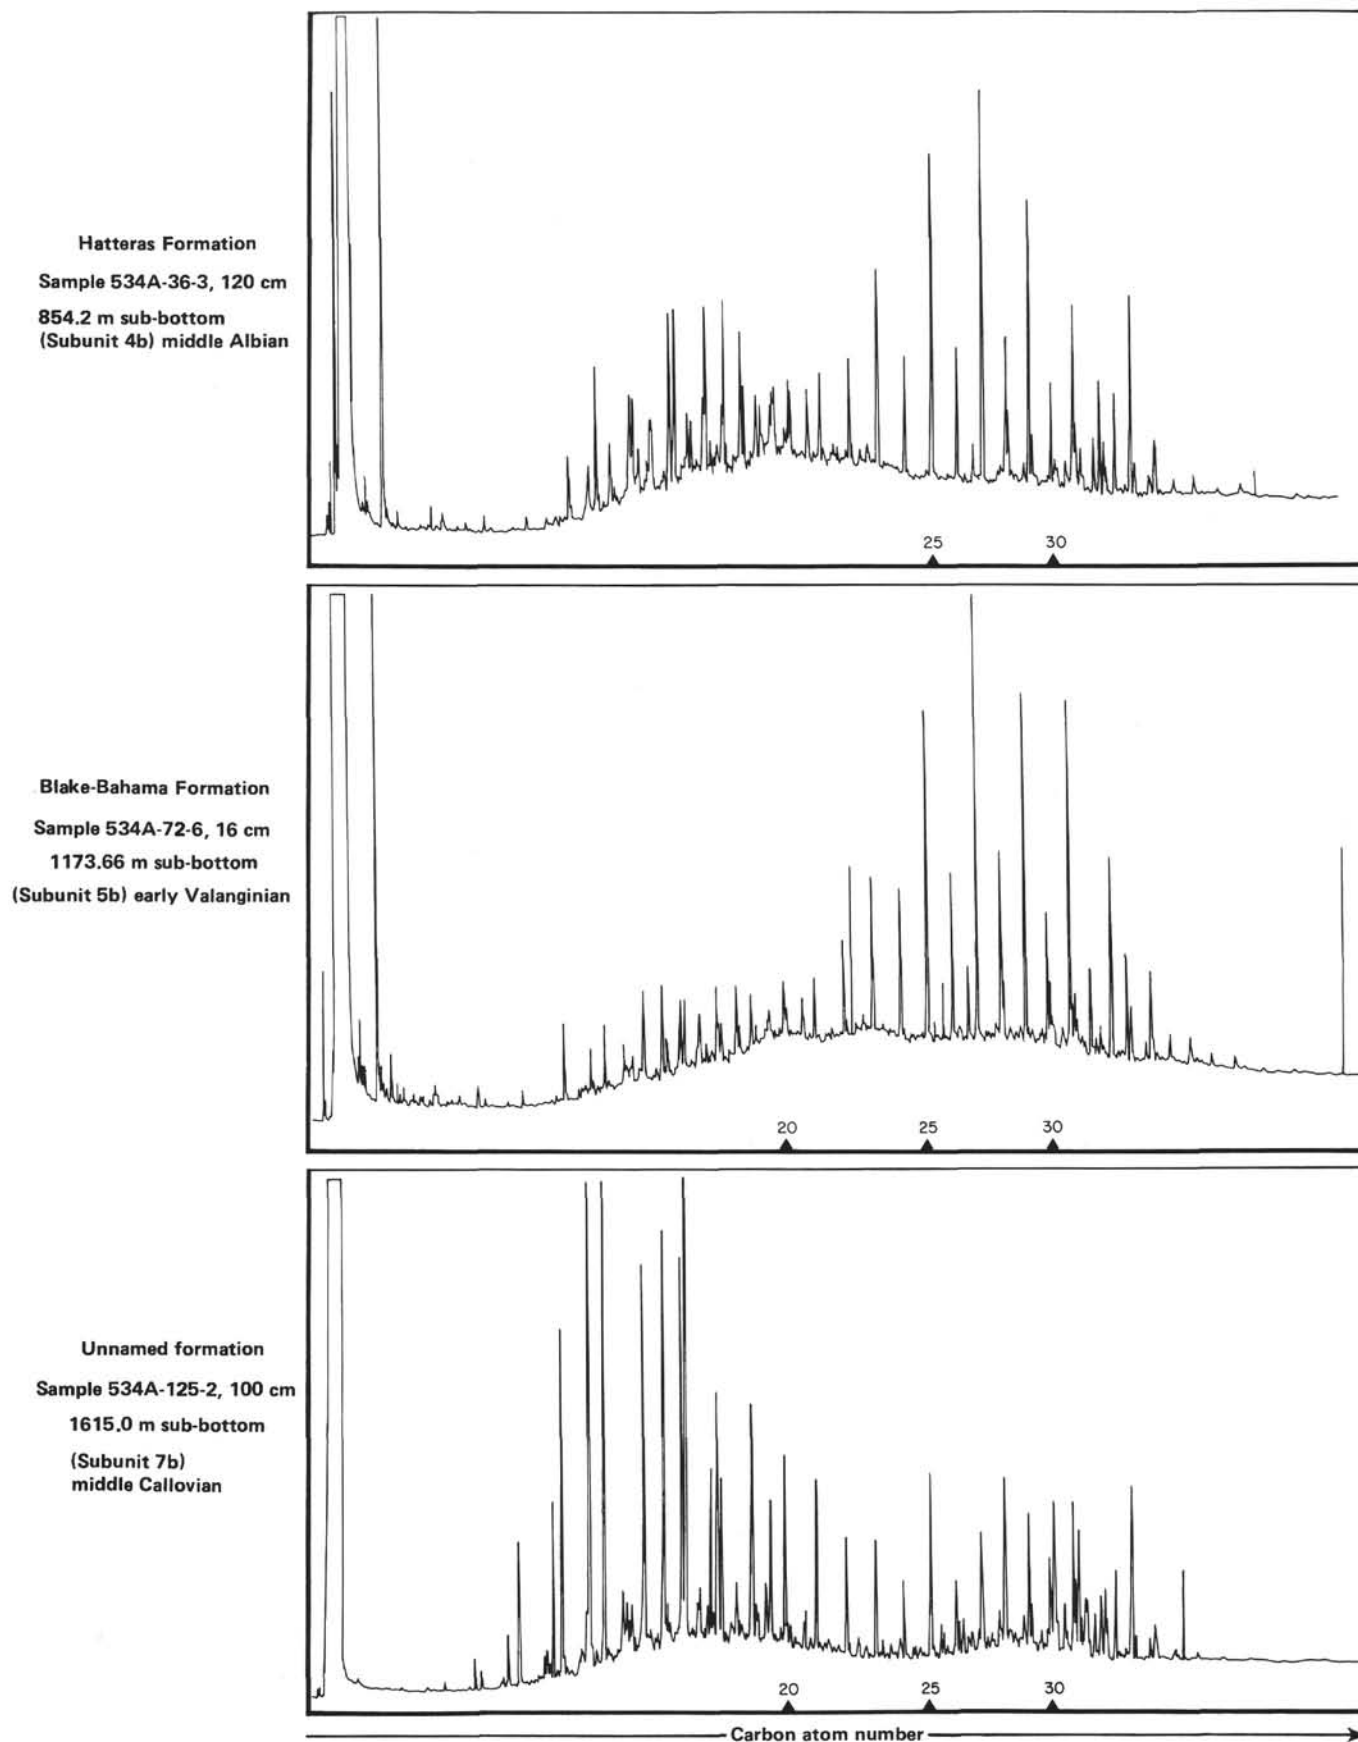 Hatteras Formation
Sample 534A-36-3, 120 cm
854.2 m sub-bottom
(Subunit 4b) middle Albian
25
30
Blake-Bahama Formation
Sample 534A-72-6, 16 cm
1173.66 m sub-bottom
(Subunit 5b) early Valanginian
20
25
30
Unnamed formation
Sample 534A-125-2, 100 cm
1615.0 m sub-bottom
(Subunit 7b)
middle Callovian
20
25
30
Carbon atom number